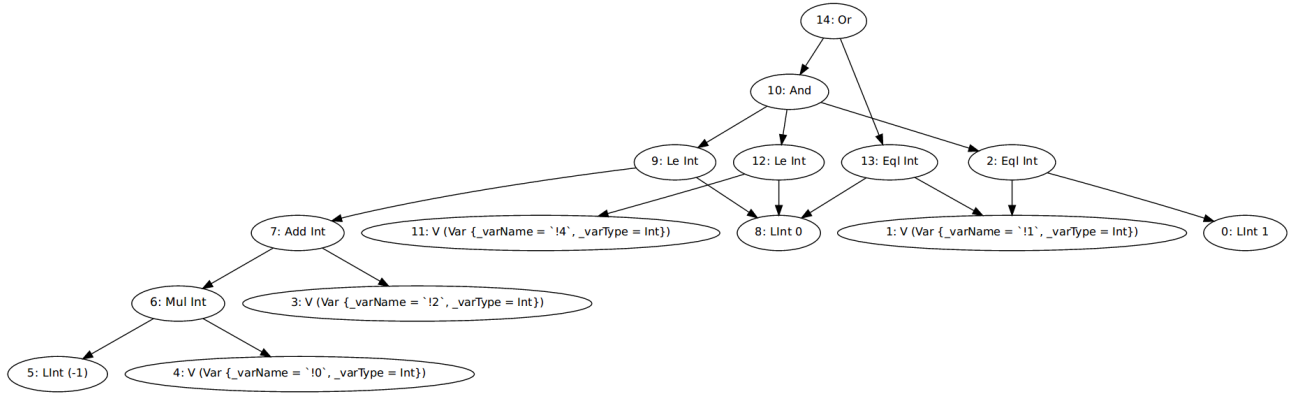 14: Or
10: And
9: Le Int
12: Le Int
13: Eql Int
2: Eql Int
7: Add Int
11: V (Var {_varName = `!4`, _varType = Int})
8: LInt 0
1: V (Var {_varName = `!1`, _varType = Int})
0: LInt 1
6: Mul Int
3: V (Var {_varName = `!2`, _varType = Int})
5: LInt (-1)
4: V (Var {_varName = `!0`, _varType = Int})